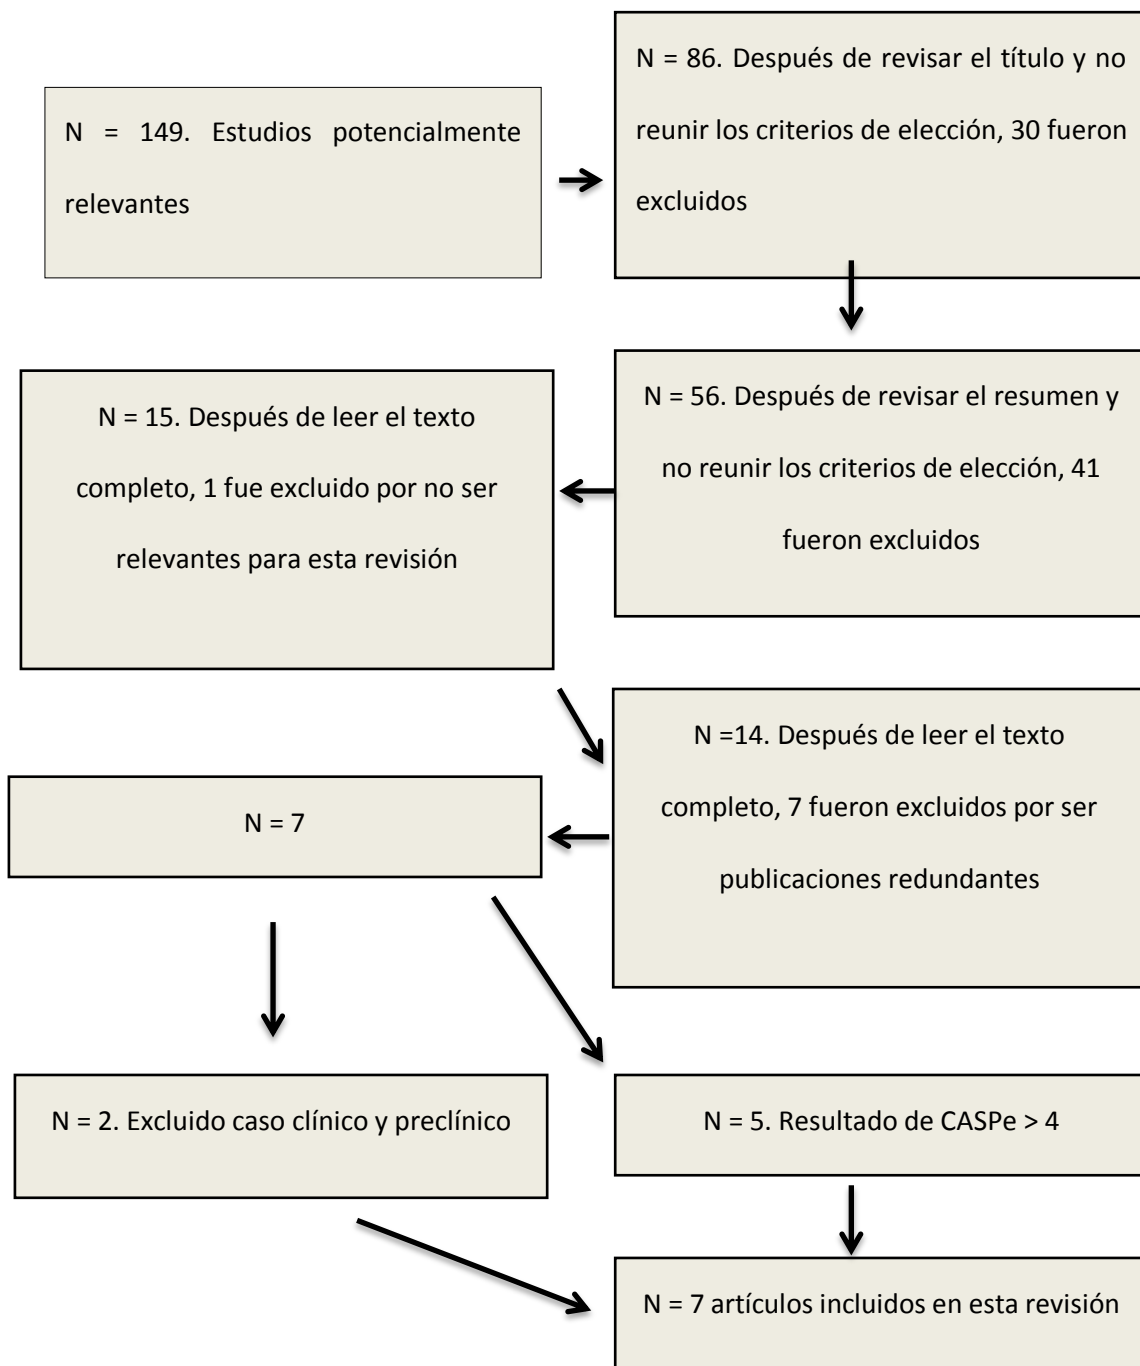 N = 149. Estudios potencialmente
relevantes
N = 86. Después de revisar el título y no
reunir los criterios de elección, 30 fueron
excluidos
N = 56. Después de revisar el resumen y
no reunir los criterios de elección, 41
fueron excluidos
N = 15. Después de leer el texto
completo, 1 fue excluido por no ser
relevantes para esta revisión
N =14. Después de leer el texto
completo, 7 fueron excluidos por ser
publicaciones redundantes
N = 7
N = 2. Excluido caso clínico y preclínico
N = 5. Resultado de CASPe > 4
N = 7 artículos incluidos en esta revisión